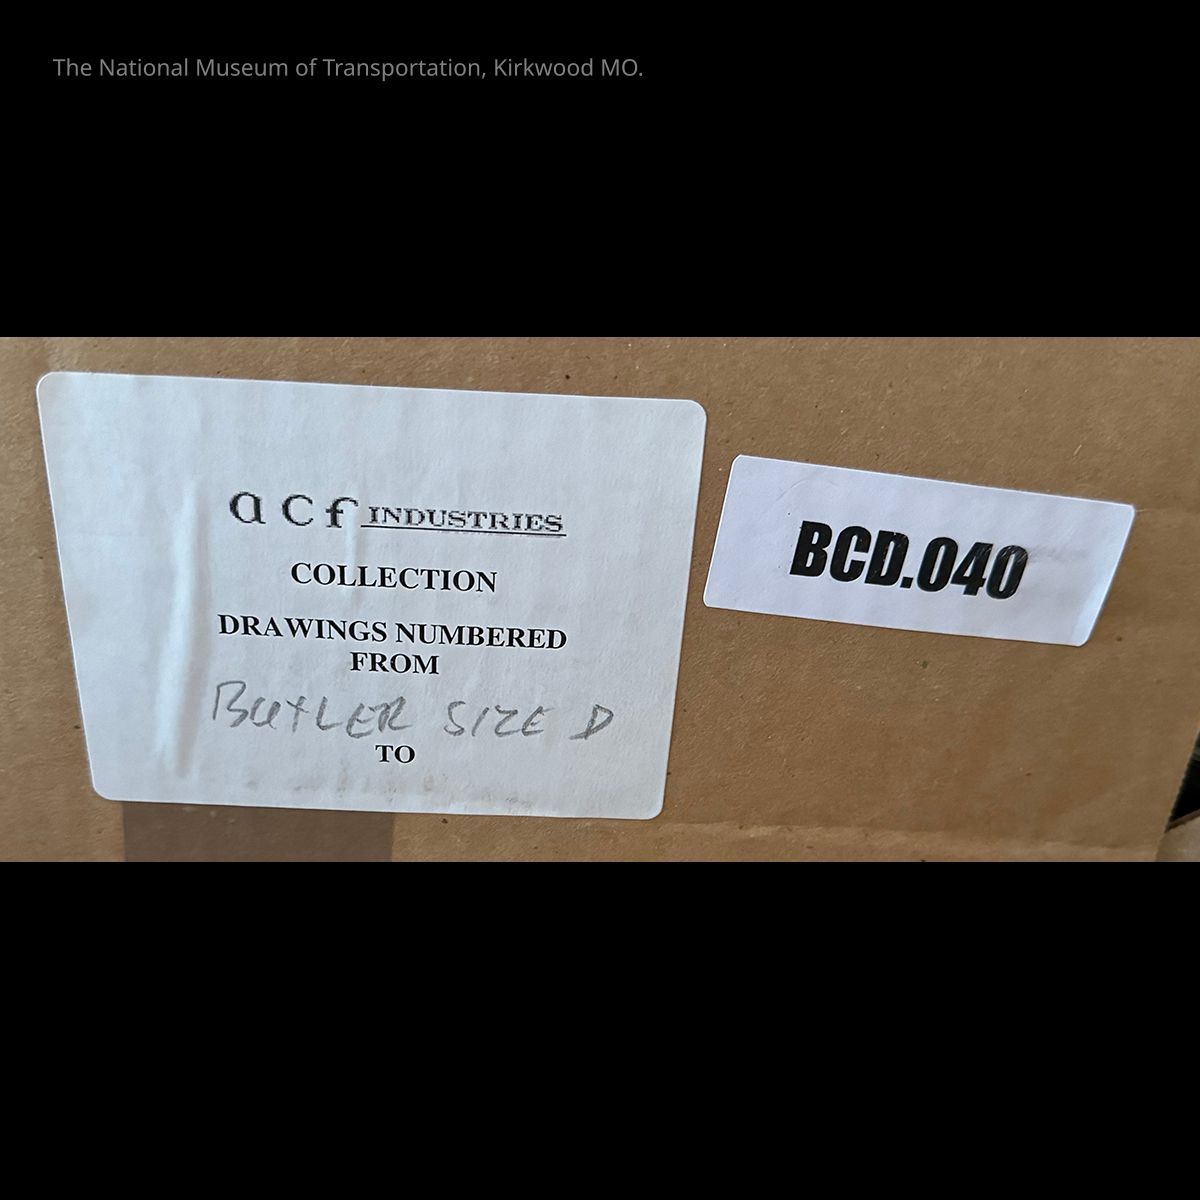 The National Museum of Transportation, Kirkwood MO.
acf INDUSTRIES
COLLECTION
DRAWINGS NUMBERED
FROM
BUTLER SIZE D
TO
BCD.040